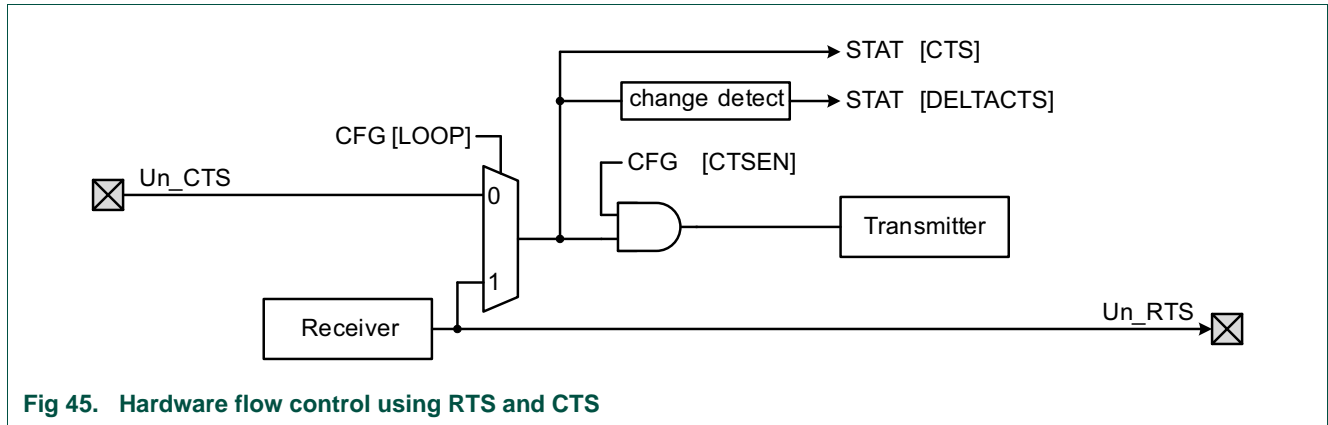 STAT [CTS]
change detect
STAT [DELTACTS]
CFG [LOOP]
CFG [CTSEN]
Un_CTS
0
Transmitter
1
Receiver
Un_RTS
Fig 45. Hardware flow control using RTS and CTS